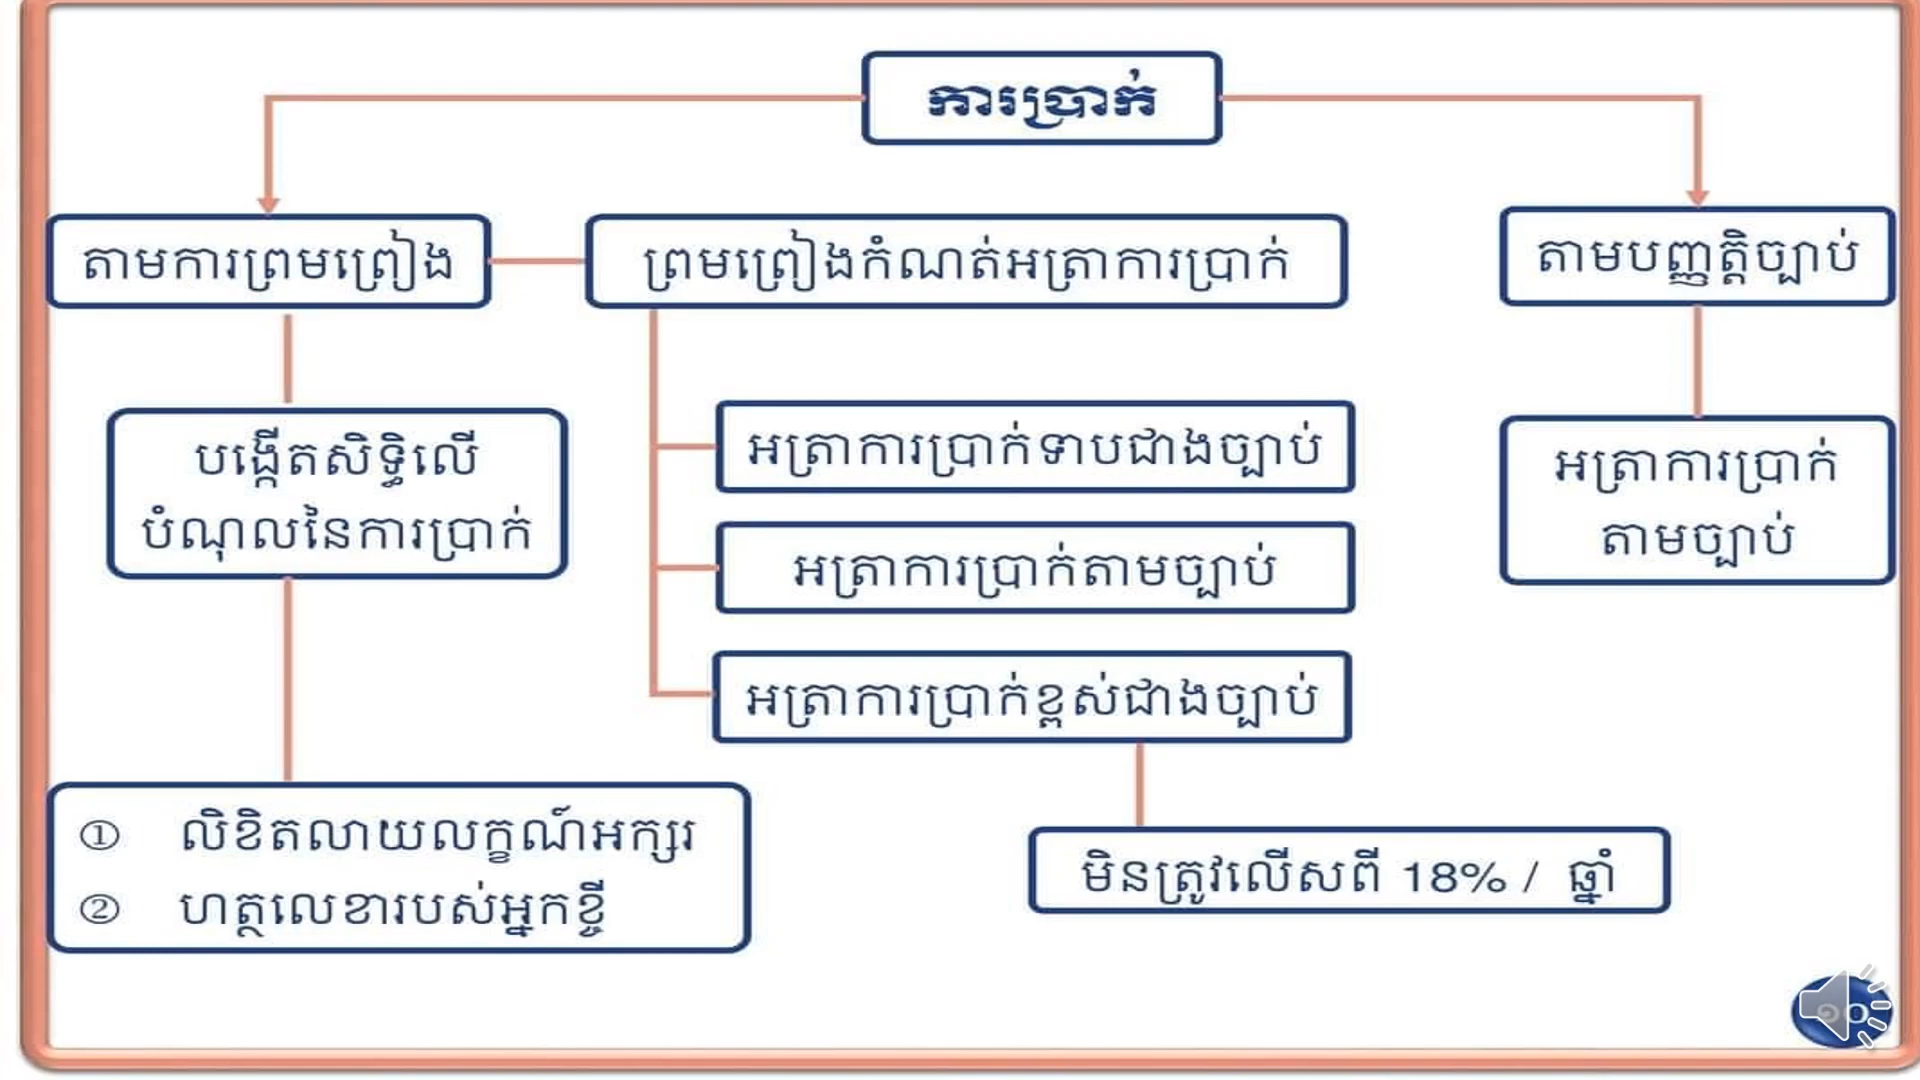 ការប្រាក់
តាមការព្រមព្រៀង
ព្រមព្រៀងកំណត់អត្រាការប្រាក់
តាមបញ្ញត្តិច្បាប់
បង្កើតសិទ្ធិលើ
បំណុលនៃការប្រាក់
អត្រាការប្រាក់ទាបជាងច្បាប់
អត្រាការប្រាក់តាមច្បាប់
អត្រាការប្រាក់ខ្ពស់ជាងច្បាប់
អត្រាការប្រាក់
តាមច្បាប់
① លិខិតលាយលក្ខណ៍អក្សរ
② ហត្ថលេខារបស់អ្នកខ្ចី
មិនត្រូវលើសពី 18% / ឆ្នាំ
១០